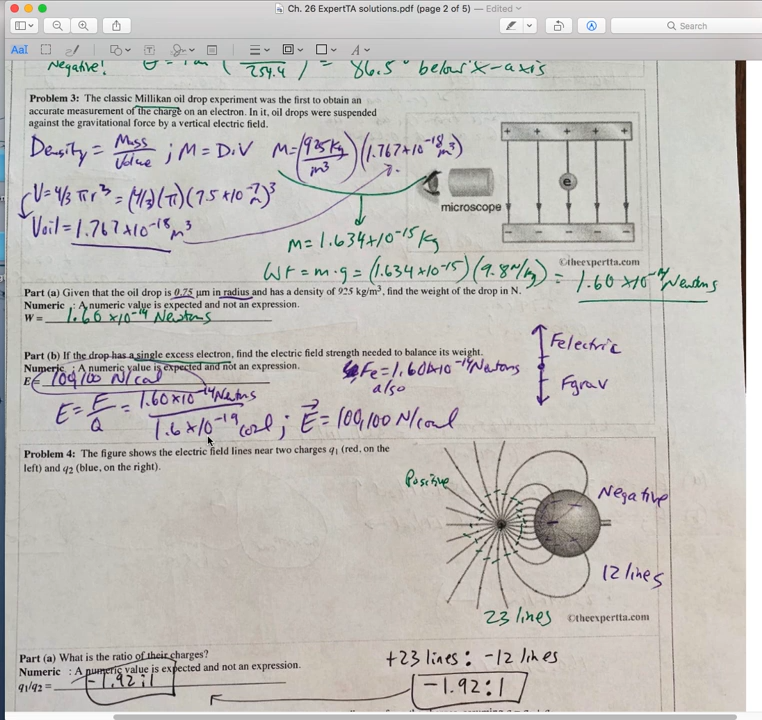 Ch. 26 ExpertTA solutions.pdf (page 2 of 5) — Edited
Search
AaI
Negative!
254.4 ) = 86.5° below x-axis
Problem 3: The classic Millikan oil drop experiment was the first to obtain an
accurate measurement of the charge on an electron. In it, oil drops were suspended
against the gravitational force by a vertical electric field.
Density = Mass/Volume ; M = D·V M = (925 kg/m³)(1.767×10⁻¹⁸ m³)
V = 4/3 πr³ = (4/3)(π)(7.5×10⁻⁷ m)³
Voil = 1.767×10⁻¹⁸ m³
e
microscope
M = 1.634×10⁻¹⁵ kg
©theexpertta.com
Wt = m·g = (1.634×10⁻¹⁵)(9.8 N/kg) = 1.60×10⁻¹⁴ Newtons
Part (a) Given that the oil drop is 0.75 μm in radius and has a density of 925 kg/m³, find the weight of the drop in N.
Numeric : A numeric value is expected and not an expression.
W = 1.60×10⁻¹⁴ Newtons
Part (b) If the drop has a single excess electron, find the electric field strength needed to balance its weight.
Numeric : A numeric value is expected and not an expression.
E = 100,100 N/coul
Fe = 1.60×10⁻¹⁴ Newtons
also
Felectric
Fgrav
E = F/Q = 1.60×10⁻¹⁴ Newtns / 1.6×10⁻¹⁹ coul ; E = 100,100 N/coul
Problem 4: The figure shows the electric field lines near two charges q₁ (red, on the
left) and q₂ (blue, on the right).
Positive
Negative
12 lines
23 lines
©theexpertta.com
Part (a) What is the ratio of their charges?
Numeric : A numeric value is expected and not an expression.
q₁/q₂ = -1.92:1
+23 lines : -12 lines
-1.92:1